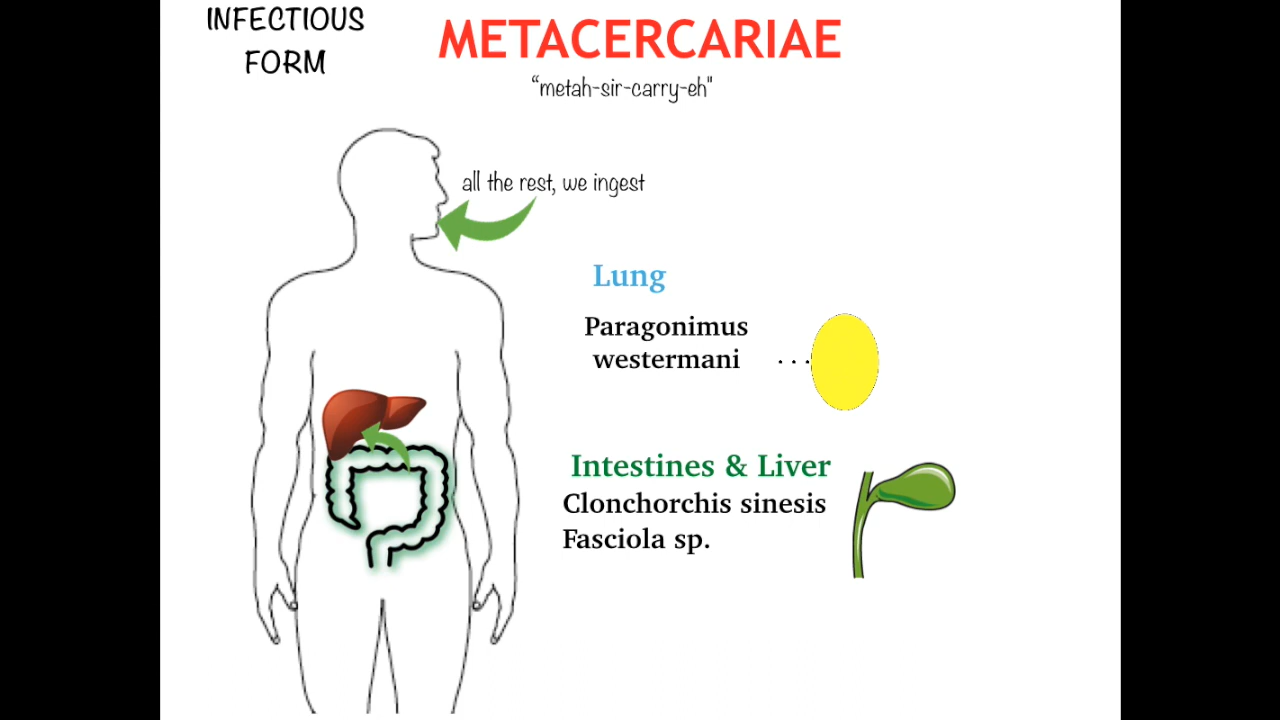 INFECTIOUS
FORM
METACERCARIAE
“metah-sir-carry-eh"
all the rest, we ingest
Lung
Paragonimus
westermani ...
Intestines & Liver
Clonchorchis sinesis
Fasciola sp.